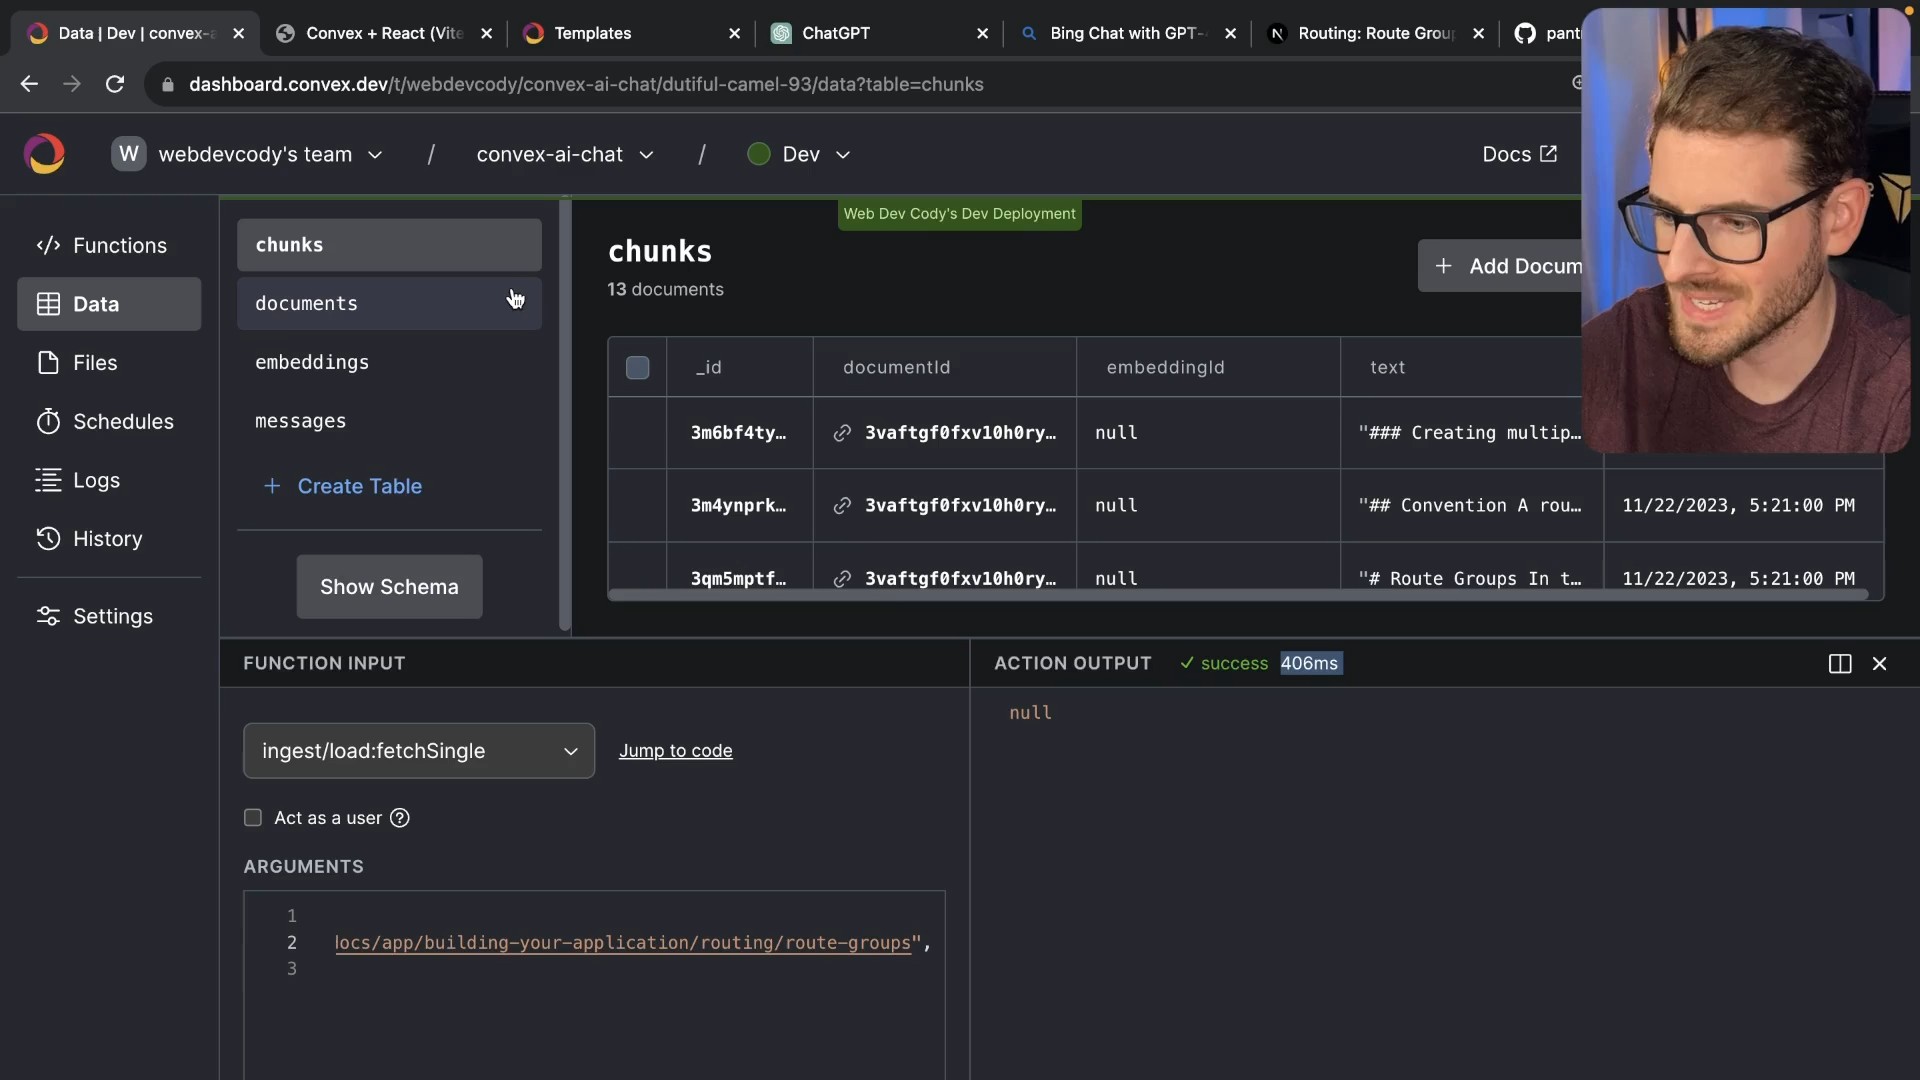 Data | Dev | convex-a
Convex + React (Vite
Templates
ChatGPT
Bing Chat with GPT-
Routing: Route Grou
pant
dashboard.convex.dev/t/webdevcody/convex-ai-chat/dutiful-camel-93/data?table=chunks
W webdevcody's team / convex-ai-chat / Dev
Docs
Web Dev Cody's Dev Deployment
Functions
Data
Files
Schedules
Logs
History
Settings
chunks
documents
embeddings
messages
+ Create Table
Show Schema
chunks
13 documents
+ Add Docum
_id documentId embeddingId text
3m6bf4ty… 3vaftgf0fxv10h0ry… null "### Creating multip…
3m4ynprk… 3vaftgf0fxv10h0ry… null "## Convention A rou… 11/22/2023, 5:21:00 PM
3qm5mptf… 3vaftgf0fxv10h0ry… null "# Route Groups In t… 11/22/2023, 5:21:00 PM
FUNCTION INPUT
ingest/load:fetchSingle
Jump to code
Act as a user
ARGUMENTS
1
2 locs/app/building-your-application/routing/route-groups",
3
ACTION OUTPUT ✓ success 406ms
null